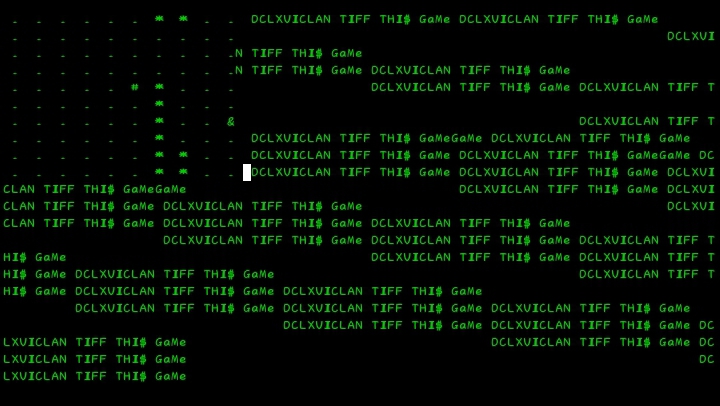 - - - - - - * * - - DCLXVICLAN TIFF THI$ GaMe DCLXVICLAN TIFF THI$ GaMe
- - - - - - - - - - DCLXVI
- - - - - - - - - -N TIFF THI$ GaMe
- - - - - - - - - -N TIFF THI$ GaMe DCLXVICLAN TIFF THI$ GaMe
- - - - - # * - - - DCLXVICLAN TIFF THI$ GaMe DCLXVICLAN TIFF T
- - - - - - * - - -
- - - - - - * - - & DCLXVICLAN TIFF T
- - - - - - * - - - DCLXVICLAN TIFF THI$ GaMeGaMe DCLXVICLAN TIFF THI$ GaMe
- - - - - - * * - - DCLXVICLAN TIFF THI$ GaMe DCLXVICLAN TIFF THI$ GaMeGaMe DC
- - - - - - * * - - DCLXVICLAN TIFF THI$ GaMe DCLXVICLAN TIFF THI$ GaMe DCLXVI
CLAN TIFF THI$ GaMeGaMe DCLXVICLAN TIFF THI$ GaMe DCLXVI
CLAN TIFF THI$ GaMe DCLXVICLAN TIFF THI$ GaMe DCLXVI
CLAN TIFF THI$ GaMe DCLXVICLAN TIFF THI$ GaMe DCLXVICLAN TIFF THI$ GaMe
DCLXVICLAN TIFF THI$ GaMe DCLXVICLAN TIFF THI$ GaMe DCLXVICLAN TIFF T
HI$ GaMe DCLXVICLAN TIFF THI$ GaMe DCLXVICLAN TIFF T
HI$ GaMe DCLXVICLAN TIFF THI$ GaMe DCLXVICLAN TIFF T
HI$ GaMe DCLXVICLAN TIFF THI$ GaMe DCLXVICLAN TIFF THI$ GaMe
DCLXVICLAN TIFF THI$ GaMe DCLXVICLAN TIFF THI$ GaMe DCLXVICLAN TIFF THI$ GaMe
DCLXVICLAN TIFF THI$ GaMe DCLXVICLAN TIFF THI$ GaMe DC
LXVICLAN TIFF THI$ GaMe DCLXVICLAN TIFF THI$ GaMe DC
LXVICLAN TIFF THI$ GaMe DC
LXVICLAN TIFF THI$ GaMe